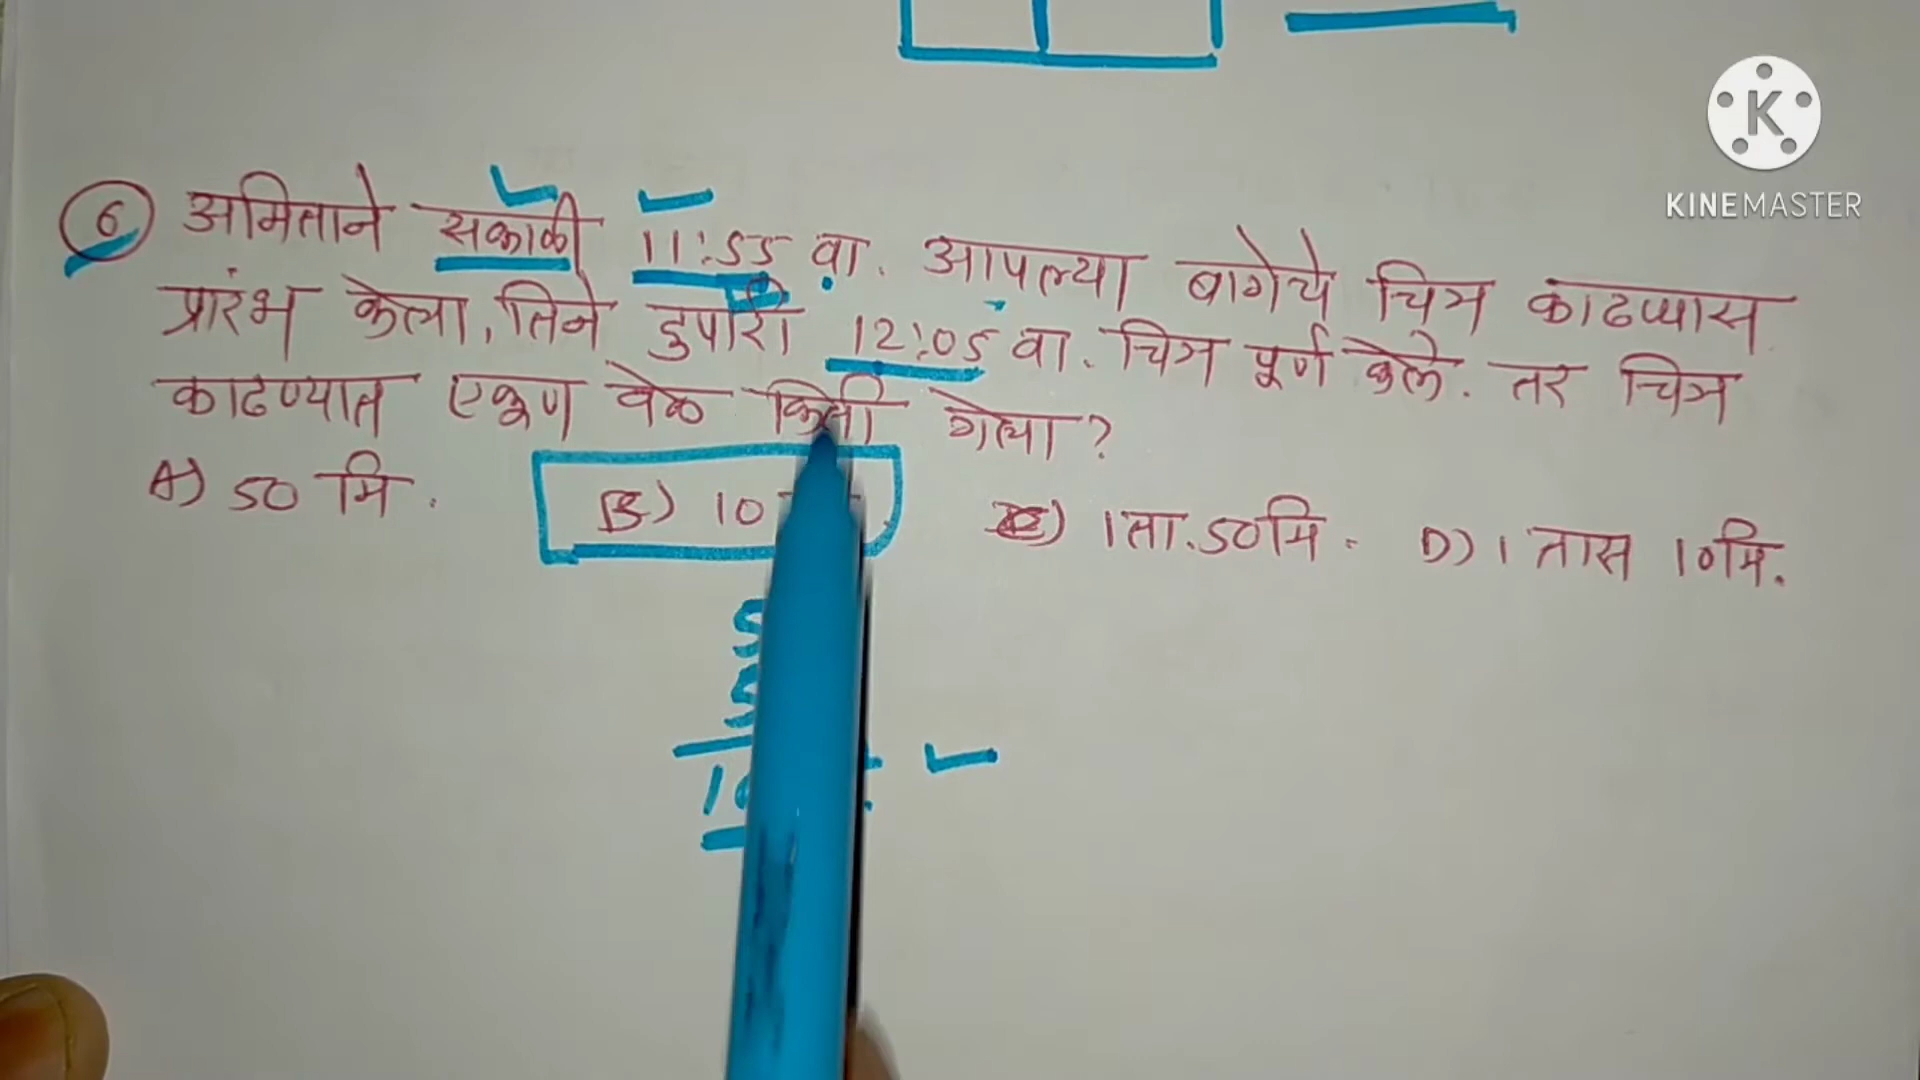 K
KINEMASTER
6 अमिताने सकाळी 11:55 वा. आपल्या बागेचे चित्र काढण्यास
प्रारंभ केला, तिने दुपारी 12:05 वा. चित्र पूर्ण केले. तर चित्र
काढण्यात एकूण वेळ किती गेला?
A) 50 मि. B) 10 C) 1 ता. 50 मि. D) 1 तास 10 मि.